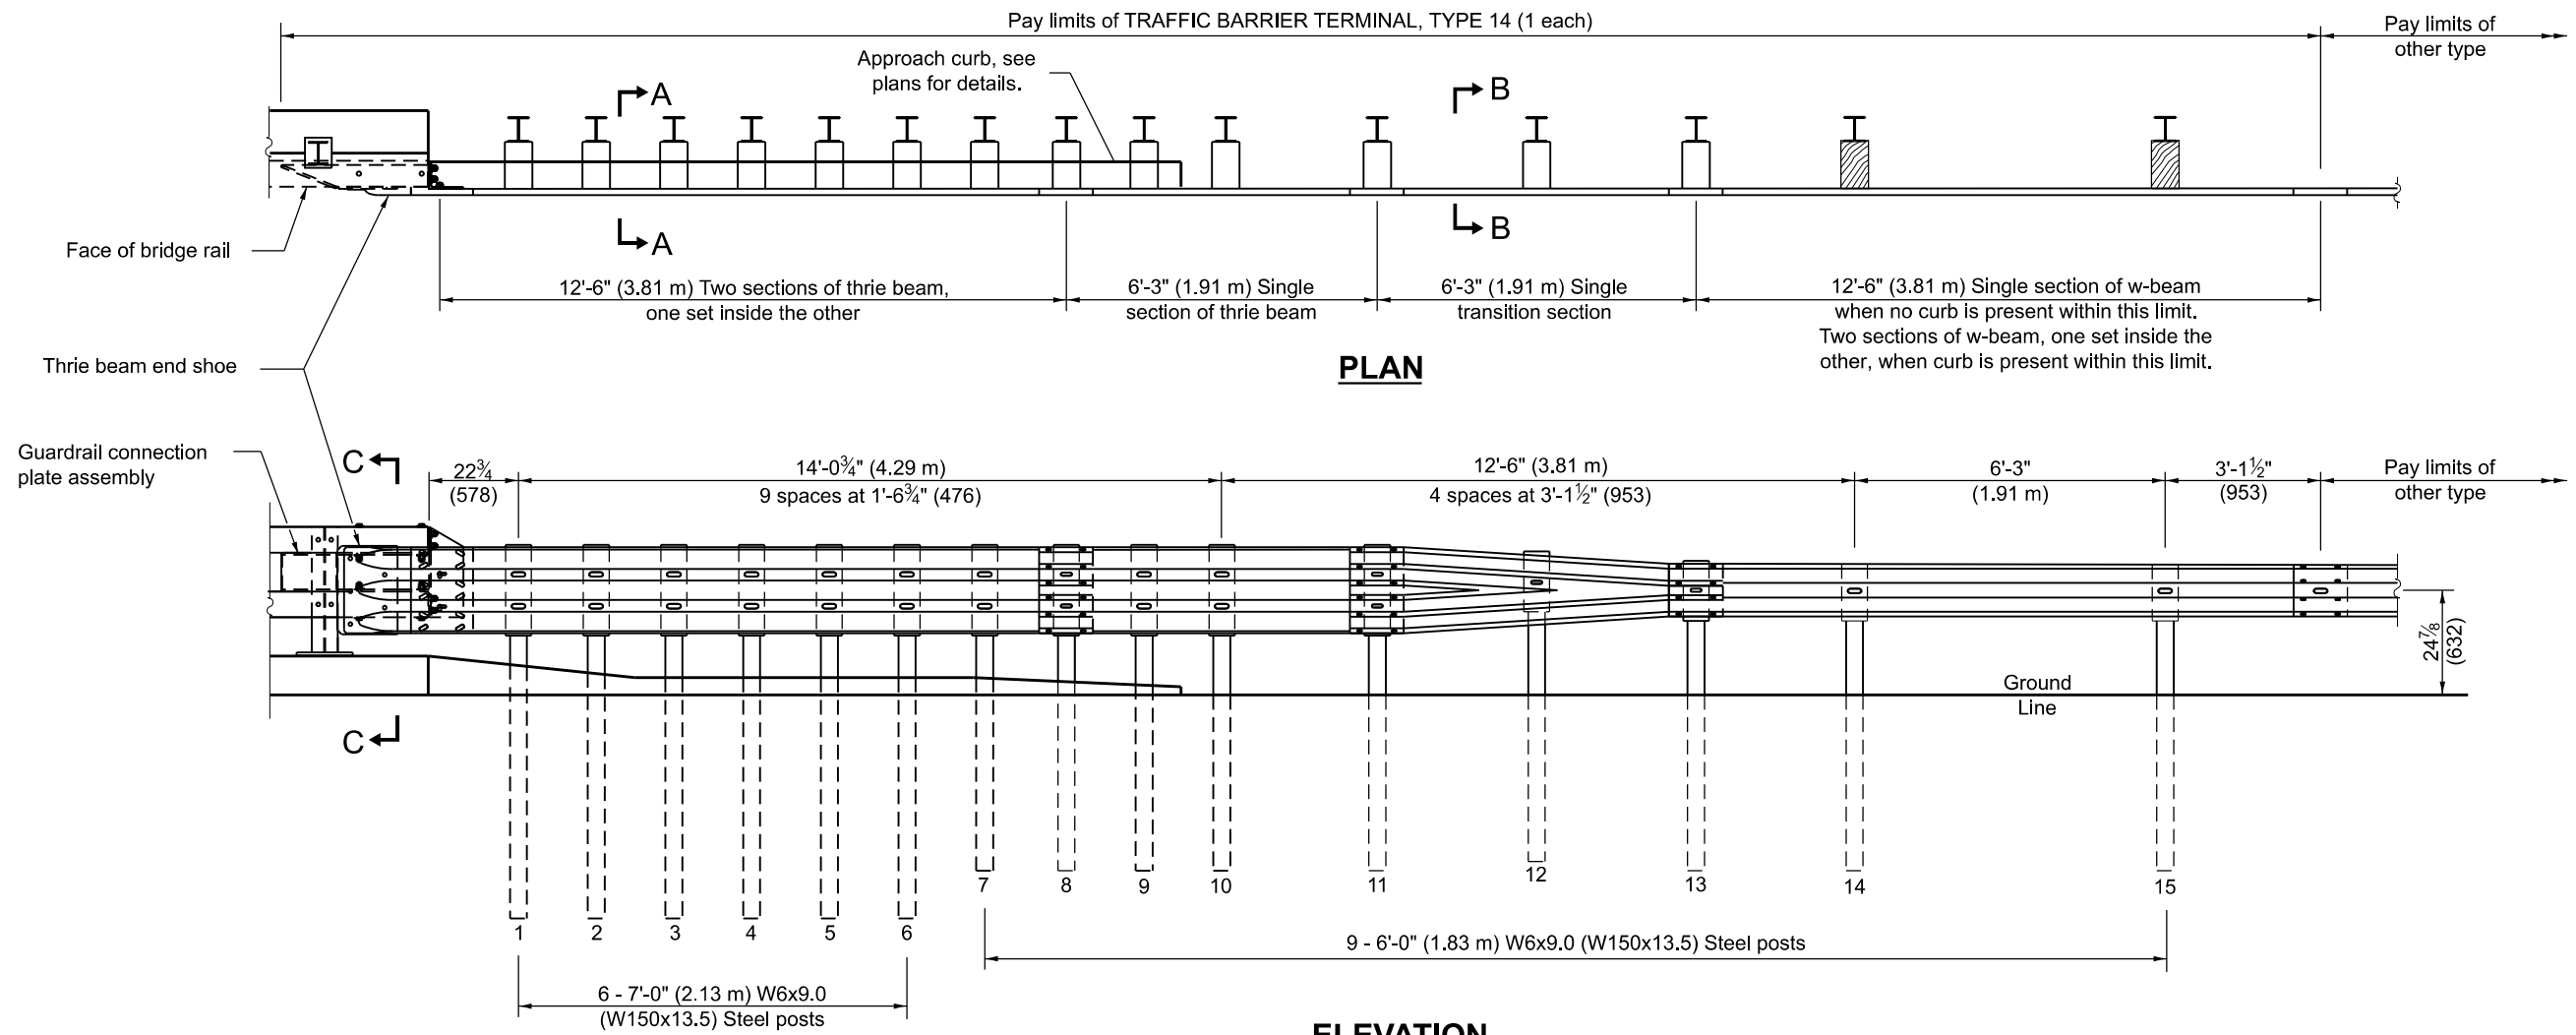 Pay limits of TRAFFIC BARRIER TERMINAL, TYPE 14 (1 each)
Pay limits of
other type
Approach curb, see
plans for details.
A
B
A
B
Face of bridge rail
12'-6" (3.81 m) Two sections of thrie beam,
one set inside the other
6'-3" (1.91 m) Single
section of thrie beam
6'-3" (1.91 m) Single
transition section
12'-6" (3.81 m) Single section of w-beam
when no curb is present within this limit.
Two sections of w-beam, one set inside the
other, when curb is present within this limit.
Thrie beam end shoe
PLAN
Guardrail connection
plate assembly
C
22¾
(578)
14'-0¾" (4.29 m)
9 spaces at 1'-6¾" (476)
12'-6" (3.81 m)
4 spaces at 3'-1½" (953)
6'-3"
(1.91 m)
3'-1½"
(953)
Pay limits of
other type
24⅞
(632)
Ground
Line
C
1
2
3
4
5
6
7
8
9
10
11
12
13
14
15
9 - 6'-0" (1.83 m) W6x9.0 (W150x13.5) Steel posts
6 - 7'-0" (2.13 m) W6x9.0
(W150x13.5) Steel posts
ELEVATION